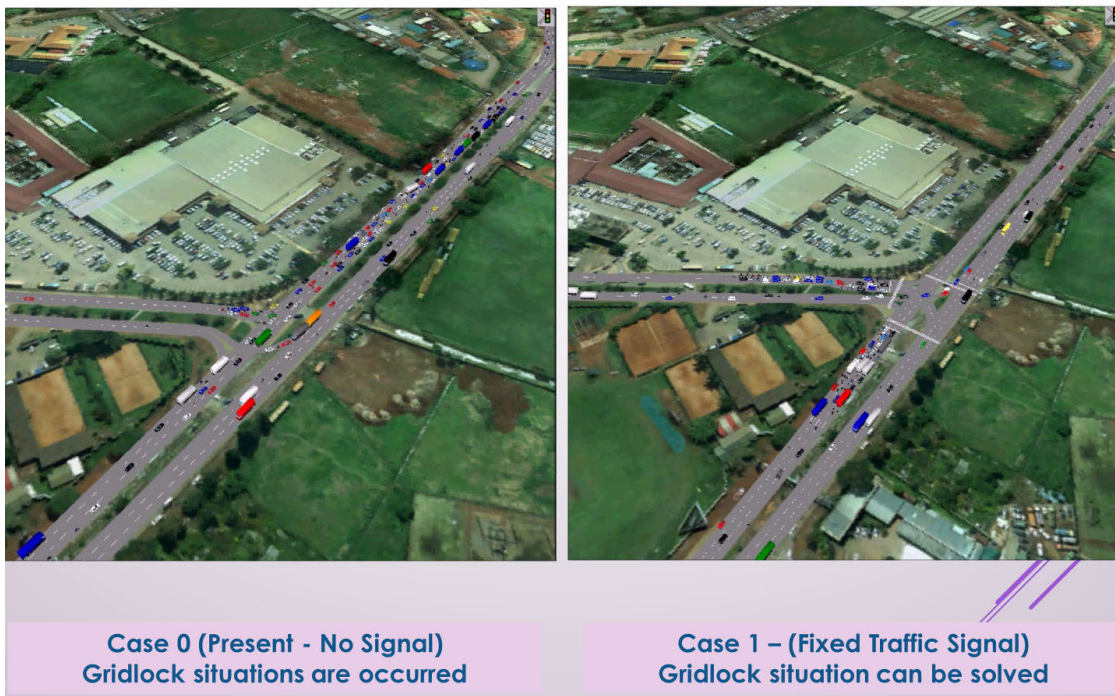 Case 0 (Present - No Signal)
Gridlock situations are occurred
Case 1 – (Fixed Traffic Signal)
Gridlock situation can be solved